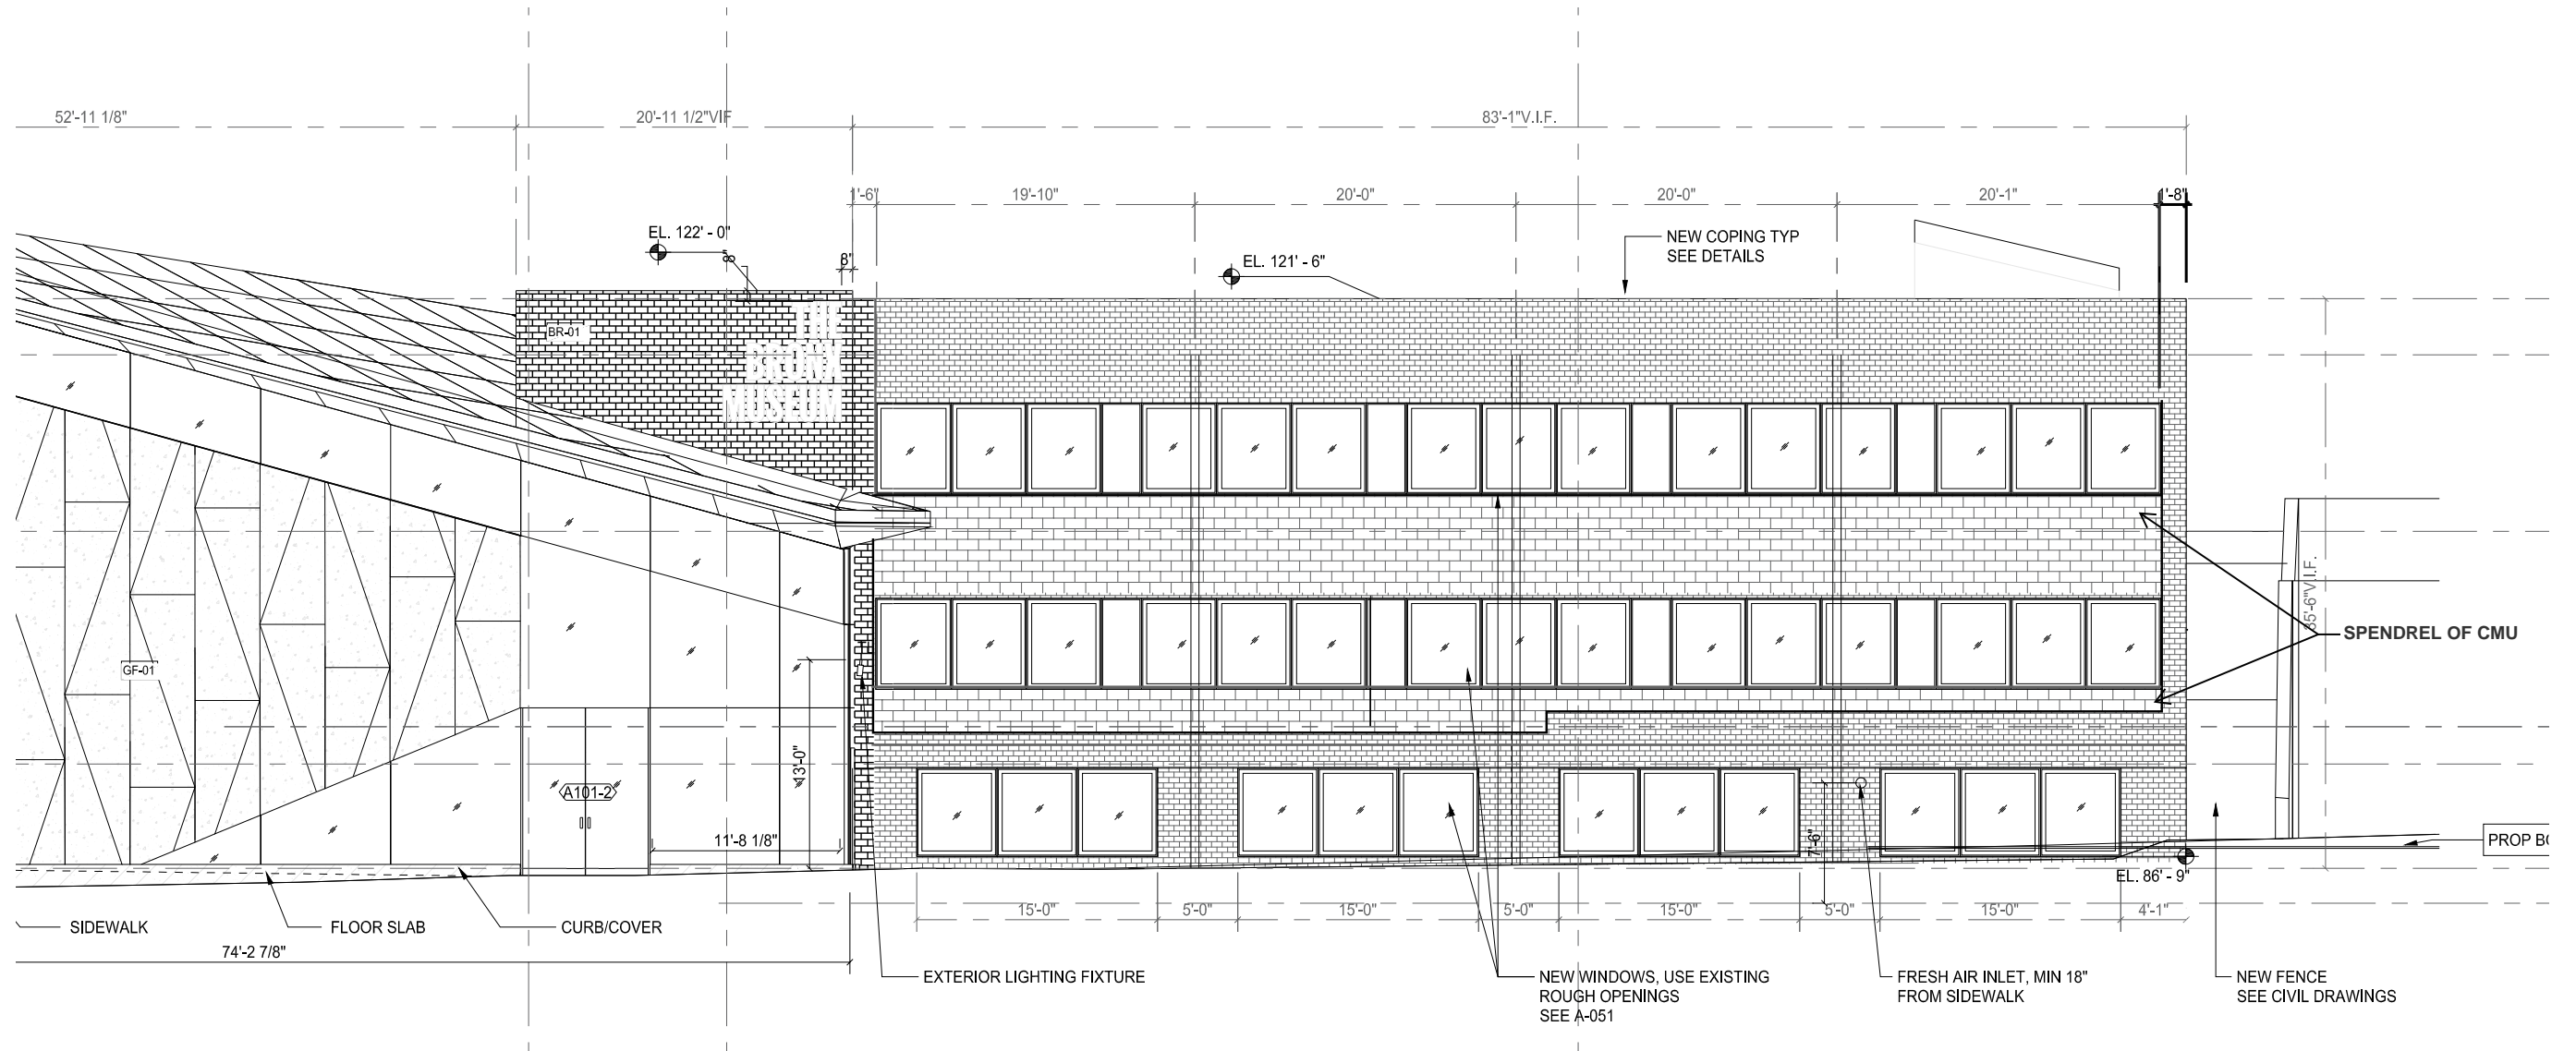 52'-11 1/8"
20'-11 1/2"VIF
83'-1"V.I.F.
1'-6"
19'-10"
20'-0"
20'-0"
20'-1"
1'-8"
EL. 122' - 0"
8"
8"
EL. 121' - 6"
NEW COPING TYP
SEE DETAILS
BR-01
THE
BRONX
MUSEUM
35'-6"V.I.F.
SPENDREL OF CMU
GF-01
13'-0"
A101-2
11'-8 1/8"
7'-6"
PROP BO
EL. 86' - 9"
15'-0"
5'-0"
15'-0"
5'-0"
15'-0"
5'-0"
15'-0"
4'-1"
SIDEWALK
FLOOR SLAB
CURB/COVER
74'-2 7/8"
EXTERIOR LIGHTING FIXTURE
NEW WINDOWS, USE EXISTING
ROUGH OPENINGS
SEE A-051
FRESH AIR INLET, MIN 18"
FROM SIDEWALK
NEW FENCE
SEE CIVIL DRAWINGS